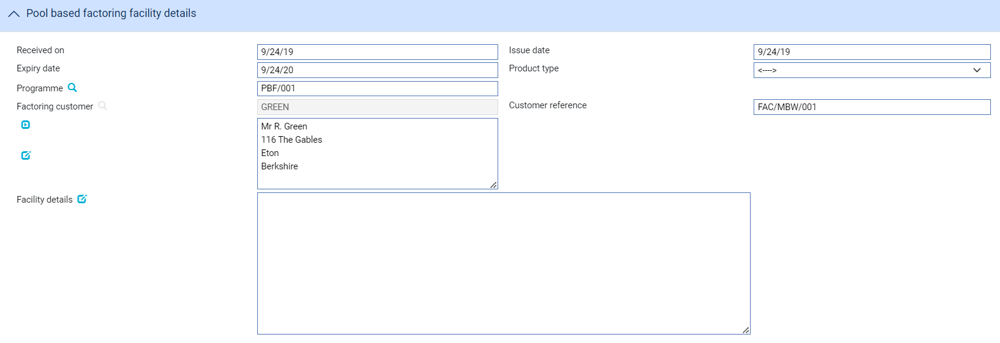 Pool based factoring facility details
Received on 9/24/19 Issue date 9/24/19
Expiry date 9/24/20 Product type <---->
Programme PBF/001
Factoring customer GREEN Customer reference FAC/MBW/001
Mr R. Green
116 The Gables
Eton
Berkshire
Facility details